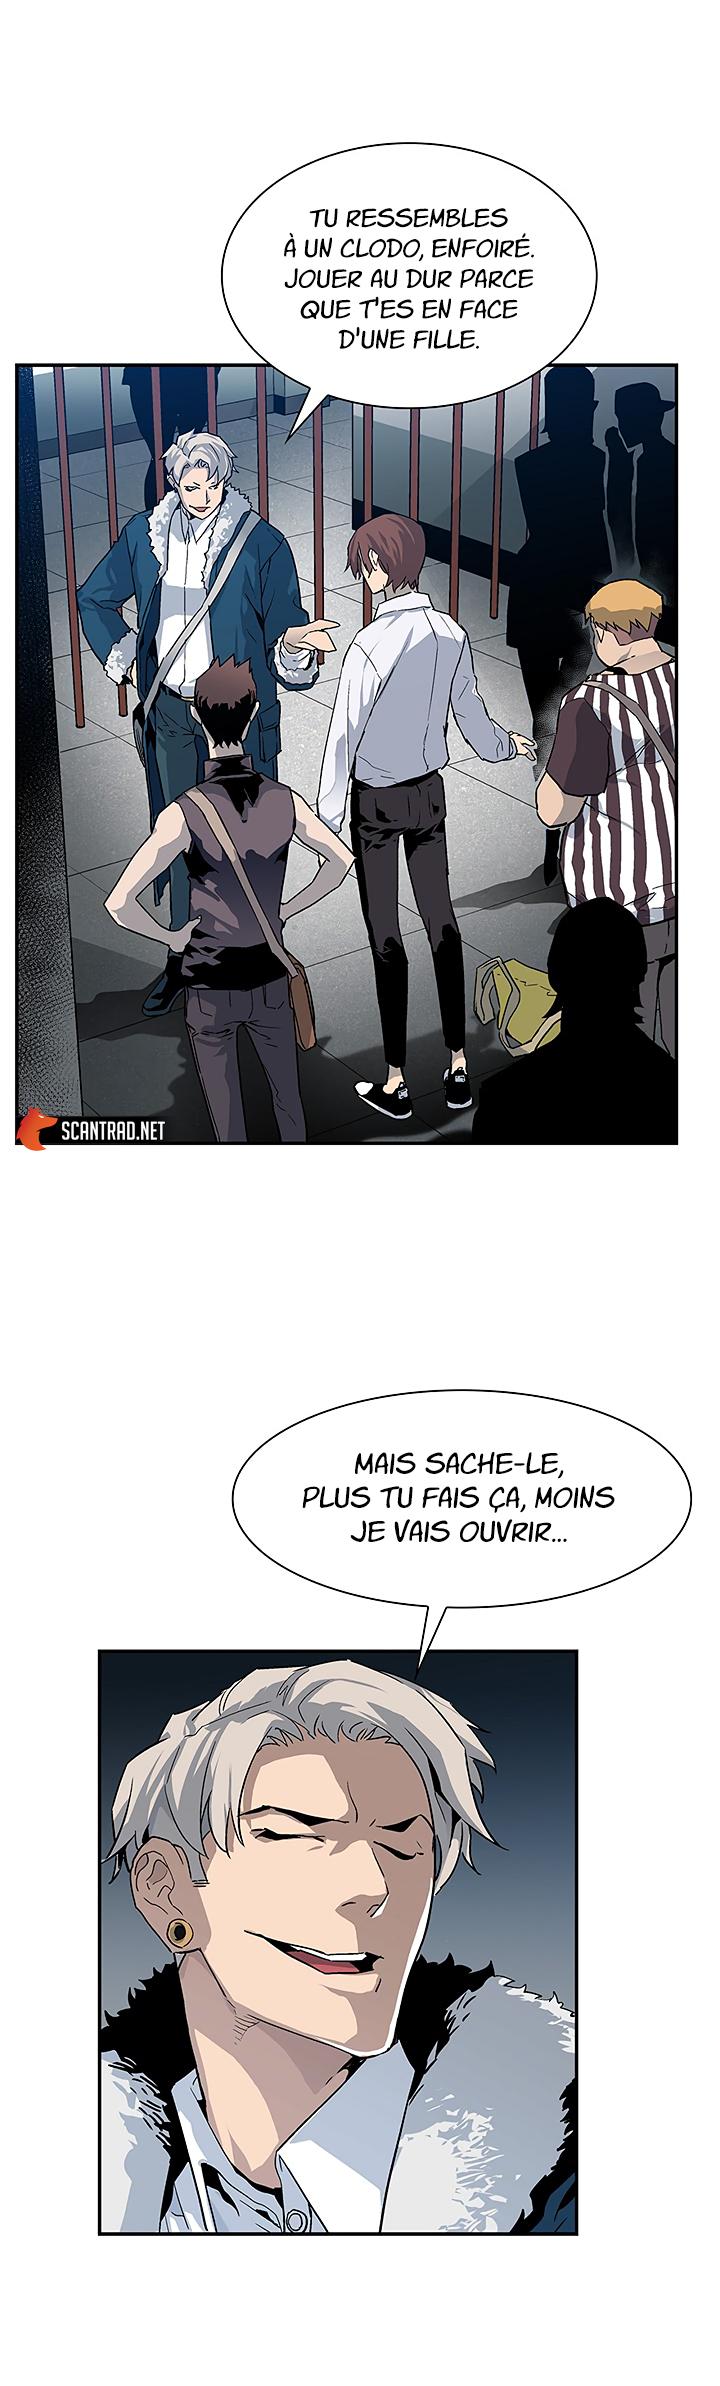 TU RESSEMBLES
À UN CLODO, ENFOIRÉ.
JOUER AU DUR PARCE
QUE T'ES EN FACE
D'UNE FILLE.
SCANTRAD.NET
MAIS SACHE-LE,
PLUS TU FAIS ÇA, MOINS
JE VAIS OUVRIR...